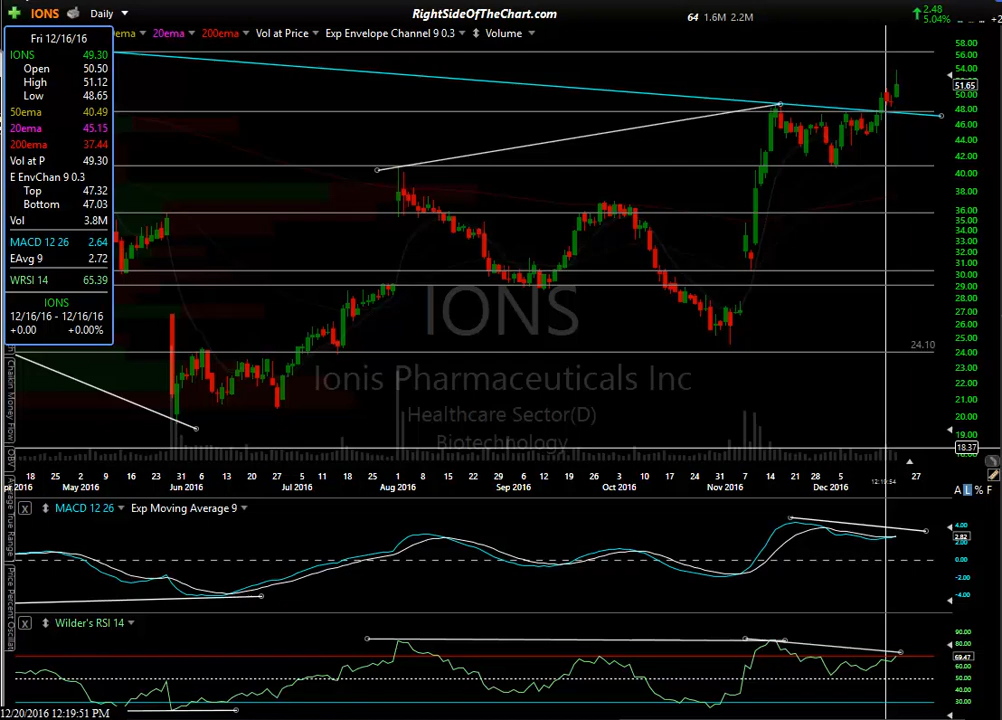 IONS Daily RightSideOfTheChart.com 64 1.6M 2.2M 2.48
5.04%
ema 20ema 200ema Vol at Price Exp Envelope Channel 9 0.3 Volume
Fri 12/16/16
IONS 49.30
Open 50.50
High 51.12
Low 48.65
50ema 40.49
20ema 45.15
200ema 37.44
Vol at P 49.30
E EnvChan 9 0.3
Top 47.32
Bottom 47.03
Vol 3.8M
MACD 12 26 2.64
EAvg 9 2.72
WRSI 14 65.39
IONS
12/16/16 - 12/16/16
+0.00 +0.00%
58.00
56.00
54.00
51.65
50.00
48.00
46.00
44.00
42.00
40.00
38.00
36.00
35.00
34.00
33.00
32.00
31.00
30.00
29.00
28.00
27.00
26.00
25.00
24.10
24.00
23.00
22.00
21.00
20.00
19.00
18.37
IONS
Ionis Pharmaceuticals Inc
Healthcare Sector(D)
Biotechnology
Chaikin Money Flow
OBV
Average True Range
Price Percent Oscillat
18 25 2 9 16 23 31 6 13 20 27 5 11 18 25 1 8 15 22 29 6 12 19 26 3 10 17 24 31 7 14 21 28 5 12:19:54 27
May 2016 Jun 2016 Jul 2016 Aug 2016 Sep 2016 Oct 2016 Nov 2016 Dec 2016
A L % F
X MACD 12 26 Exp Moving Average 9
4.00
2.82
2.00
0.00
-2.00
-4.00
X Wilder's RSI 14
90.00
80.00
69.47
60.00
50.00
40.00
30.00
12/20/2016 12:19:51 PM